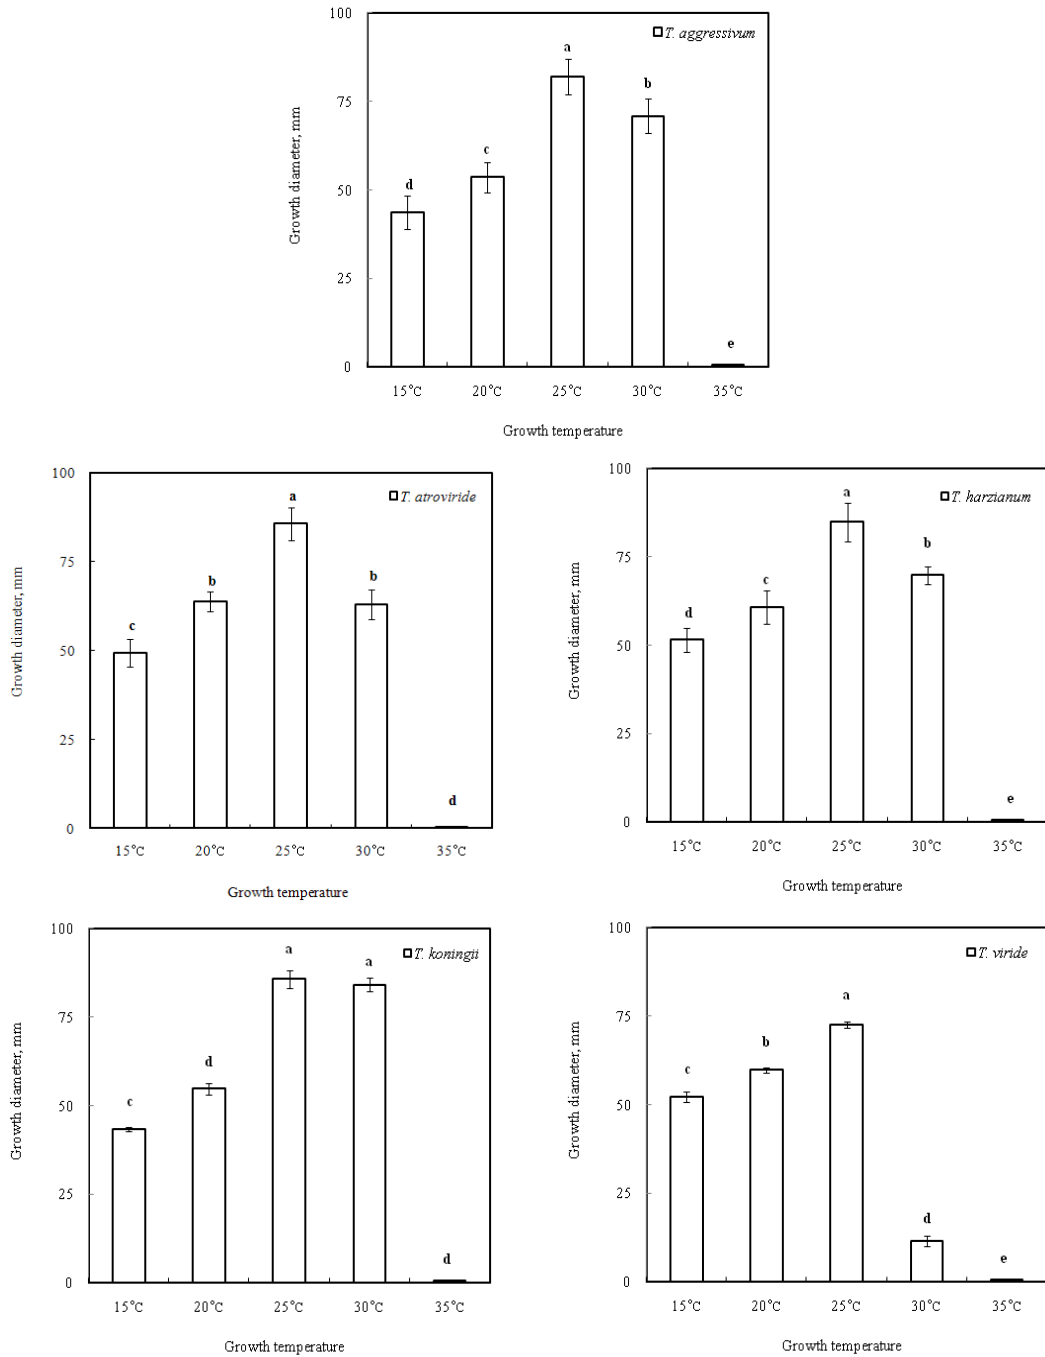 T. aggressivum
Growth diameter, mm
100
75
50
25
0
d
c
a
b
e
15°C 20°C 25°C 30°C 35°C
Growth temperature
T. atroviride
Growth diameter, mm
100
75
50
25
0
c
b
a
b
d
15°C 20°C 25°C 30°C 35°C
Growth temperature
T. harzianum
Growth diameter, mm
100
75
50
25
0
d
c
a
b
e
15°C 20°C 25°C 30°C 35°C
Growth temperature
T. koningii
Growth diameter, mm
100
75
50
25
0
c
d
a
a
d
15°C 20°C 25°C 30°C 35°C
Growth temperature
T. viride
Growth diameter, mm
100
75
50
25
0
c
b
a
d
e
15°C 20°C 25°C 30°C 35°C
Growth temperature